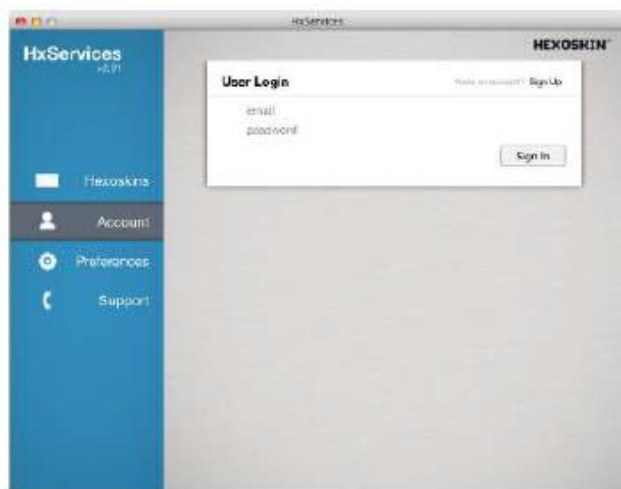 HxServices
HEXOSKIN
HxServices
User Login
Sign Up
email
password
Sign In
Hexoskins
Account
Preferences
Support